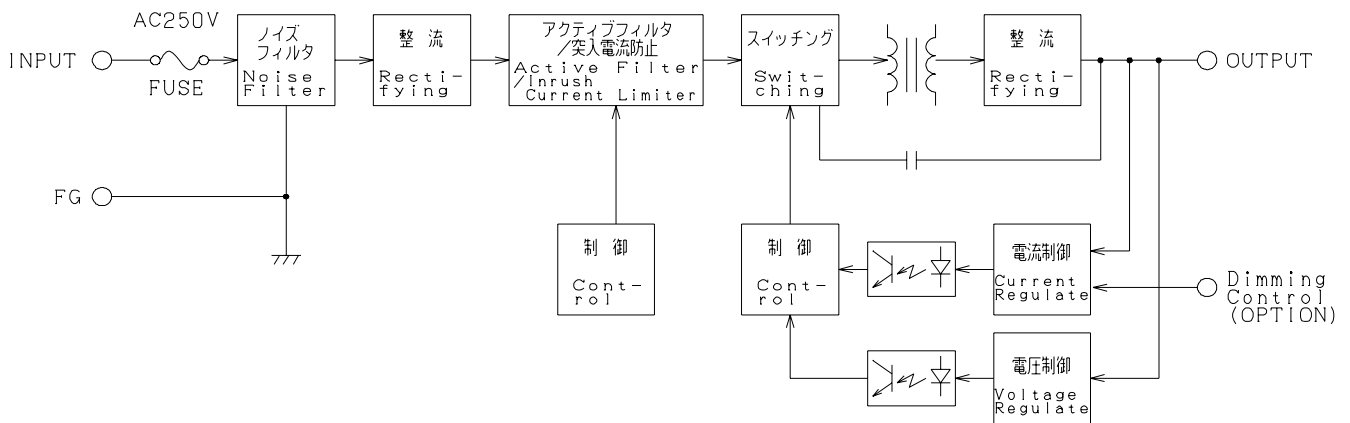 INPUT
AC250V
FUSE
ノイズ
フィルタ
Noise
Filter
整 流
Recti-
fying
アクティブフィルタ
/突入電流防止
Active Filter
/Inrush
Current Limiter
スイッチング
Swit-
ching
整 流
Recti-
fying
OUTPUT
FG
制 御
Cont-
rol
制 御
Cont-
rol
電流制御
Current
Regulate
Dimming
Control
(OPTION)
電圧制御
Voltage
Regulate